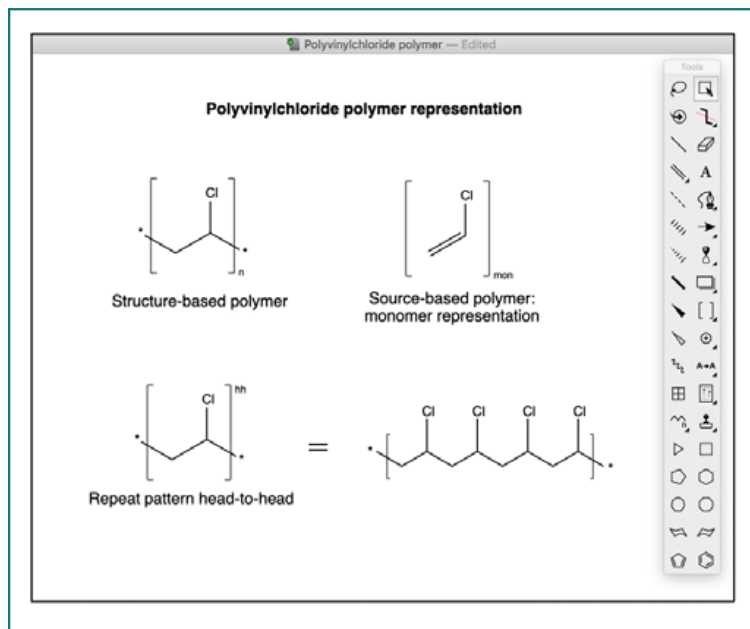 Polyvinylchloride polymer — Edited
Tools
Polyvinylchloride polymer representation
Cl
* *
n
Structure-based polymer
Cl
mon
Source-based polymer:
monomer representation
Cl
hh
* *
Repeat pattern head-to-head
=
Cl Cl Cl Cl
* *
A
A